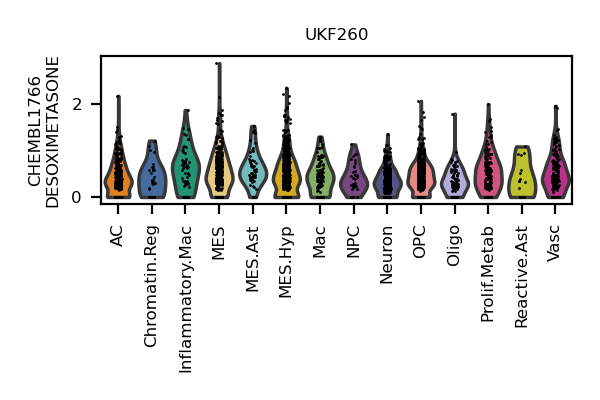 UKF260
CHEMBL1766
DESOXIMETASONE
2
0
AC
Chromatin.Reg
Inflammatory.Mac
MES
MES.Ast
MES.Hyp
Mac
NPC
Neuron
OPC
Oligo
Prolif.Metab
Reactive.Ast
Vasc